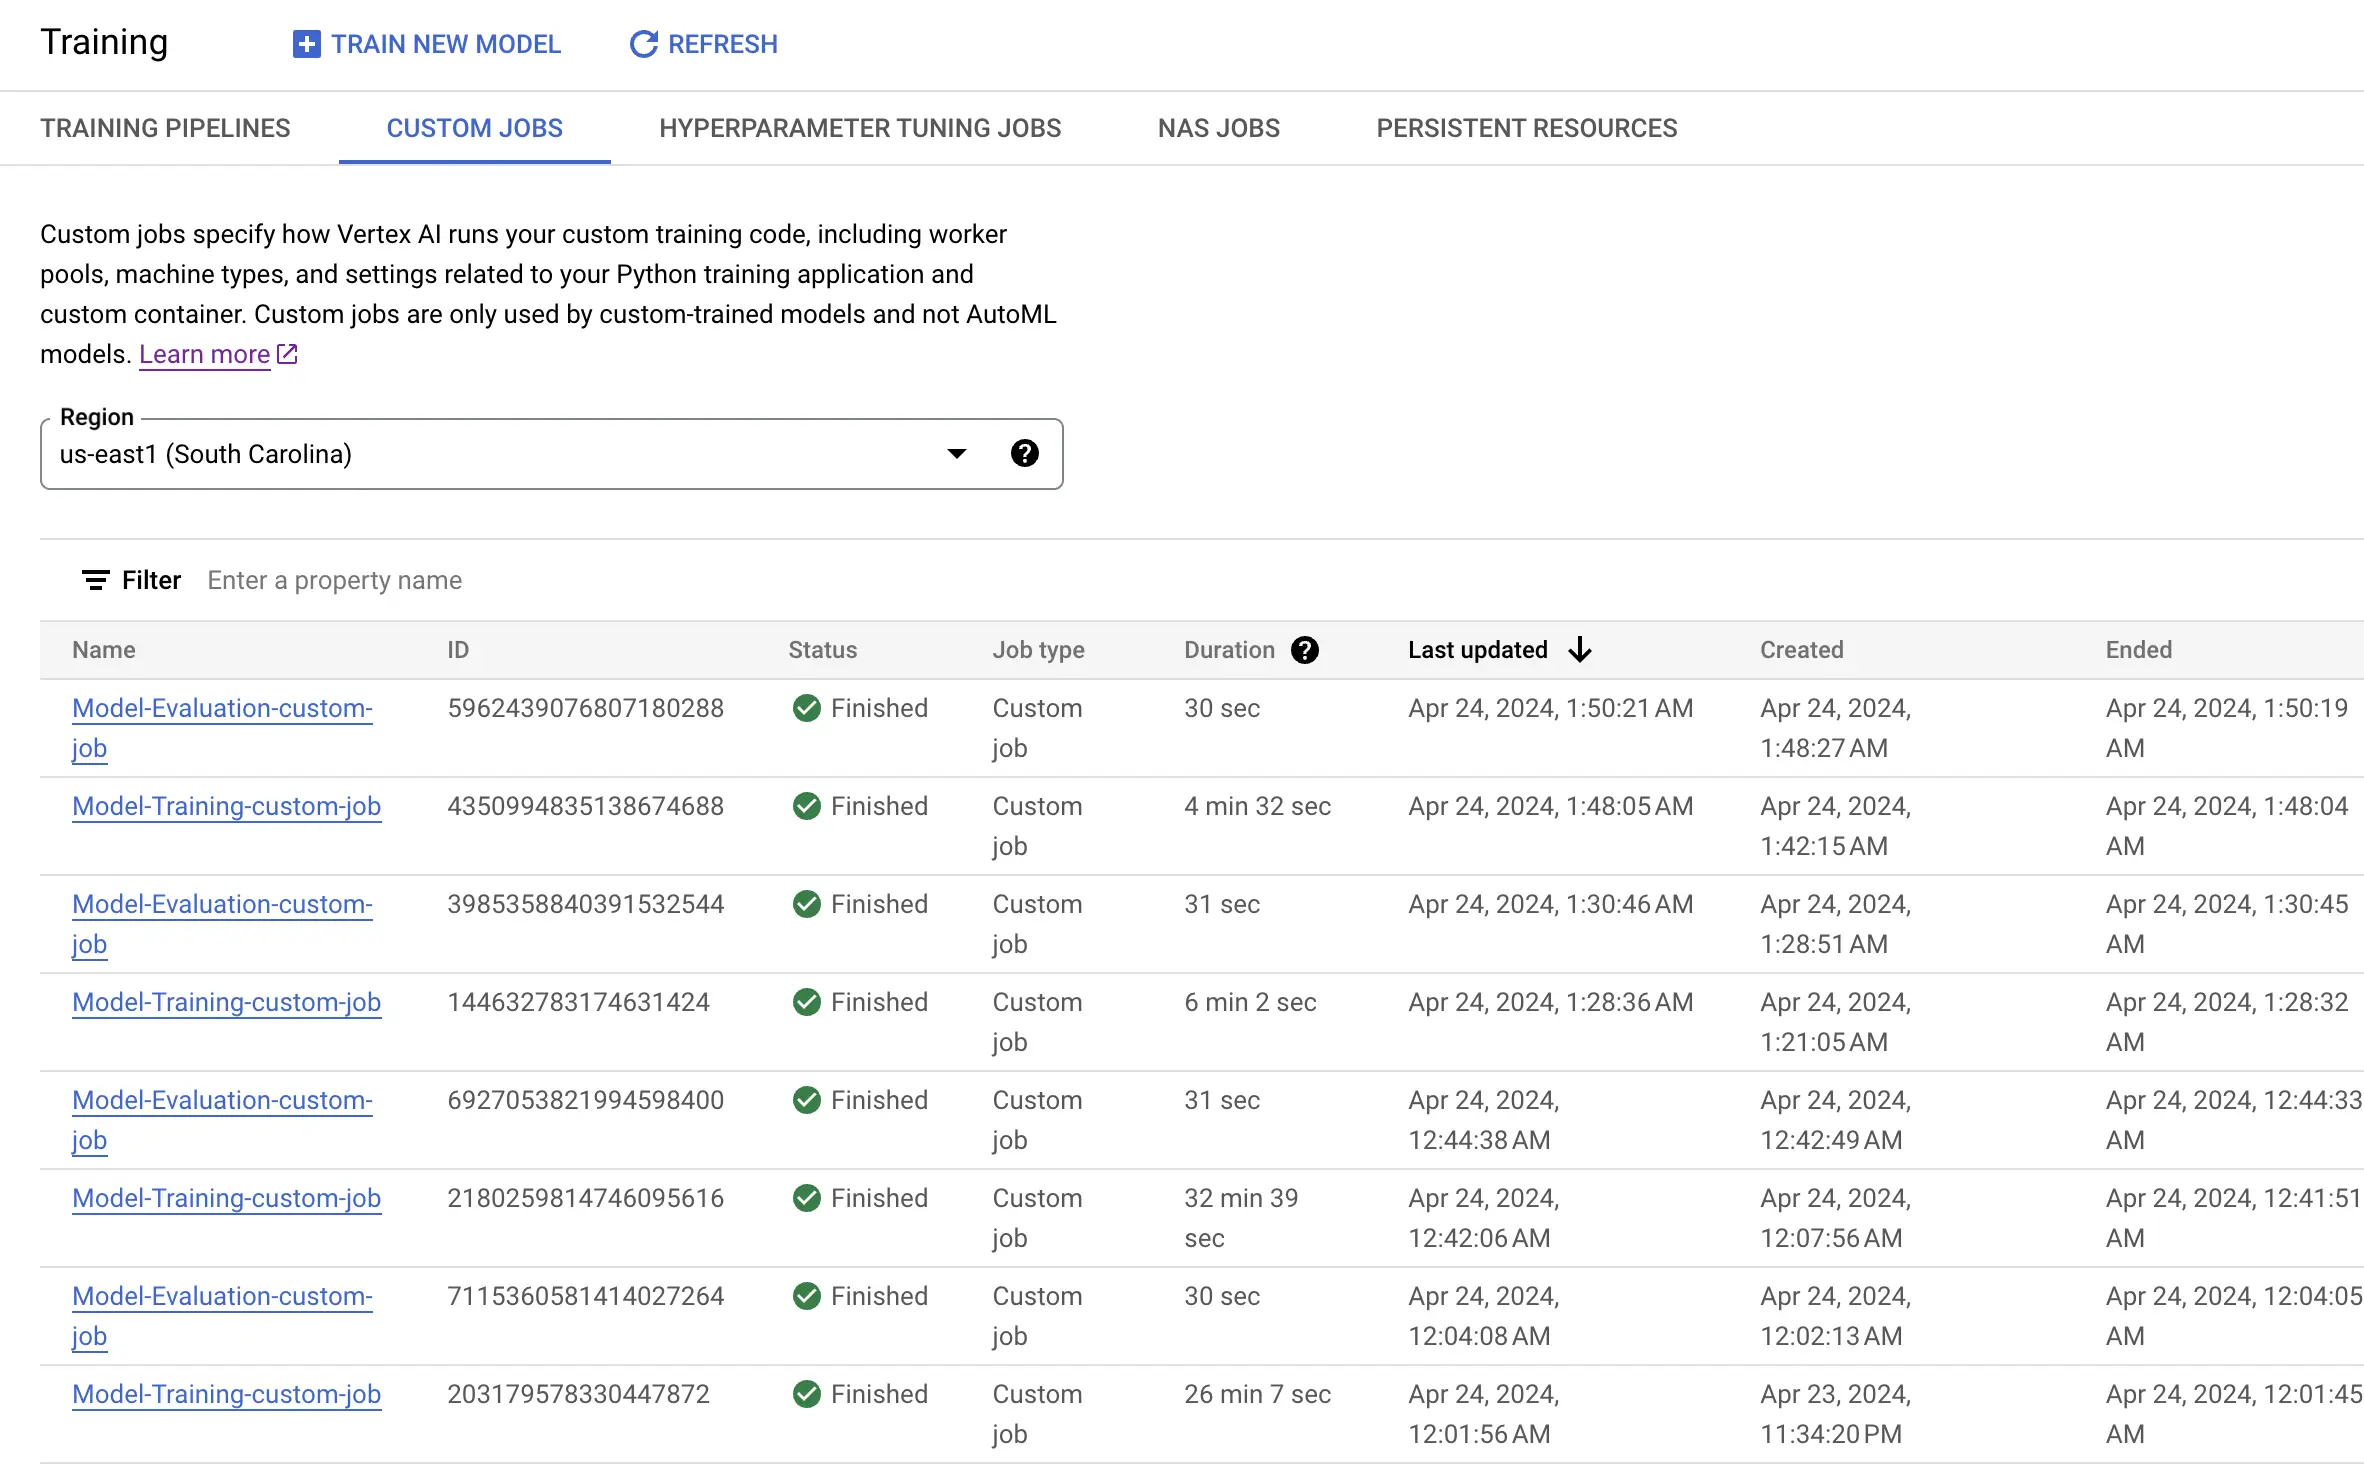 Training
TRAIN NEW MODEL
REFRESH
TRAINING PIPELINES
CUSTOM JOBS
HYPERPARAMETER TUNING JOBS
NAS JOBS
PERSISTENT RESOURCES
Custom jobs specify how Vertex AI runs your custom training code, including worker
pools, machine types, and settings related to your Python training application and
custom container. Custom jobs are only used by custom-trained models and not AutoML
models. Learn more
Region
us-east1 (South Carolina)
Filter Enter a property name
Name ID Status Job type Duration Last updated Created Ended
Model-Evaluation-custom- 5962439076807180288 Finished Custom 30 sec Apr 24, 2024, 1:50:21 AM Apr 24, 2024, Apr 24, 2024, 1:50:19
job job 1:48:27 AM AM
Model-Training-custom-job 4350994835138674688 Finished Custom 4 min 32 sec Apr 24, 2024, 1:48:05 AM Apr 24, 2024, Apr 24, 2024, 1:48:04
job 1:42:15 AM AM
Model-Evaluation-custom- 3985358840391532544 Finished Custom 31 sec Apr 24, 2024, 1:30:46 AM Apr 24, 2024, Apr 24, 2024, 1:30:45
job job 1:28:51 AM AM
Model-Training-custom-job 144632783174631424 Finished Custom 6 min 2 sec Apr 24, 2024, 1:28:36 AM Apr 24, 2024, Apr 24, 2024, 1:28:32
job 1:21:05 AM AM
Model-Evaluation-custom- 6927053821994598400 Finished Custom 31 sec Apr 24, 2024, Apr 24, 2024, Apr 24, 2024, 12:44:33
job job 12:44:38 AM 12:42:49 AM AM
Model-Training-custom-job 2180259814746095616 Finished Custom 32 min 39 Apr 24, 2024, Apr 24, 2024, Apr 24, 2024, 12:41:51
job sec 12:42:06 AM 12:07:56 AM AM
Model-Evaluation-custom- 7115360581414027264 Finished Custom 30 sec Apr 24, 2024, Apr 24, 2024, Apr 24, 2024, 12:04:05
job job 12:04:08 AM 12:02:13 AM AM
Model-Training-custom-job 203179578330447872 Finished Custom 26 min 7 sec Apr 24, 2024, Apr 23, 2024, Apr 24, 2024, 12:01:45
job 12:01:56 AM 11:34:20 PM AM